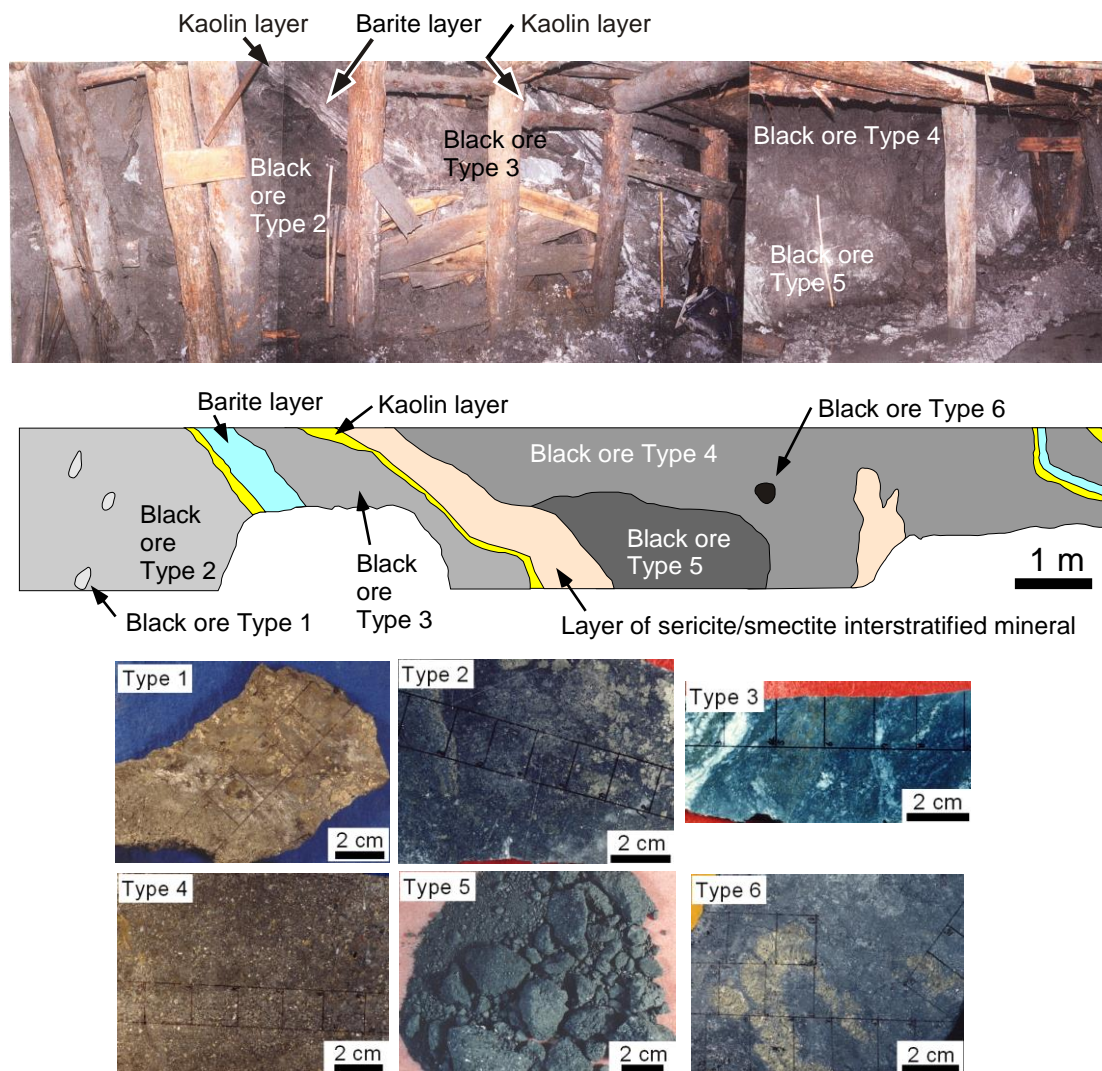 Kaolin layer
Barite layer
Kaolin layer
Black
ore
Type 2
Black ore
Type 3
Black ore Type 4
Black ore
Type 5
Barite layer
Kaolin layer
Black ore Type 6
Black ore Type 4
Black
ore
Type 2
Black ore
Type 5
1 m
Black ore Type 1
Black
ore
Type 3
Layer of sericite/smectite interstratified mineral
Type 1
2 cm
Type 2
2 cm
Type 3
2 cm
Type 4
2 cm
Type 5
2 cm
Type 6
2 cm